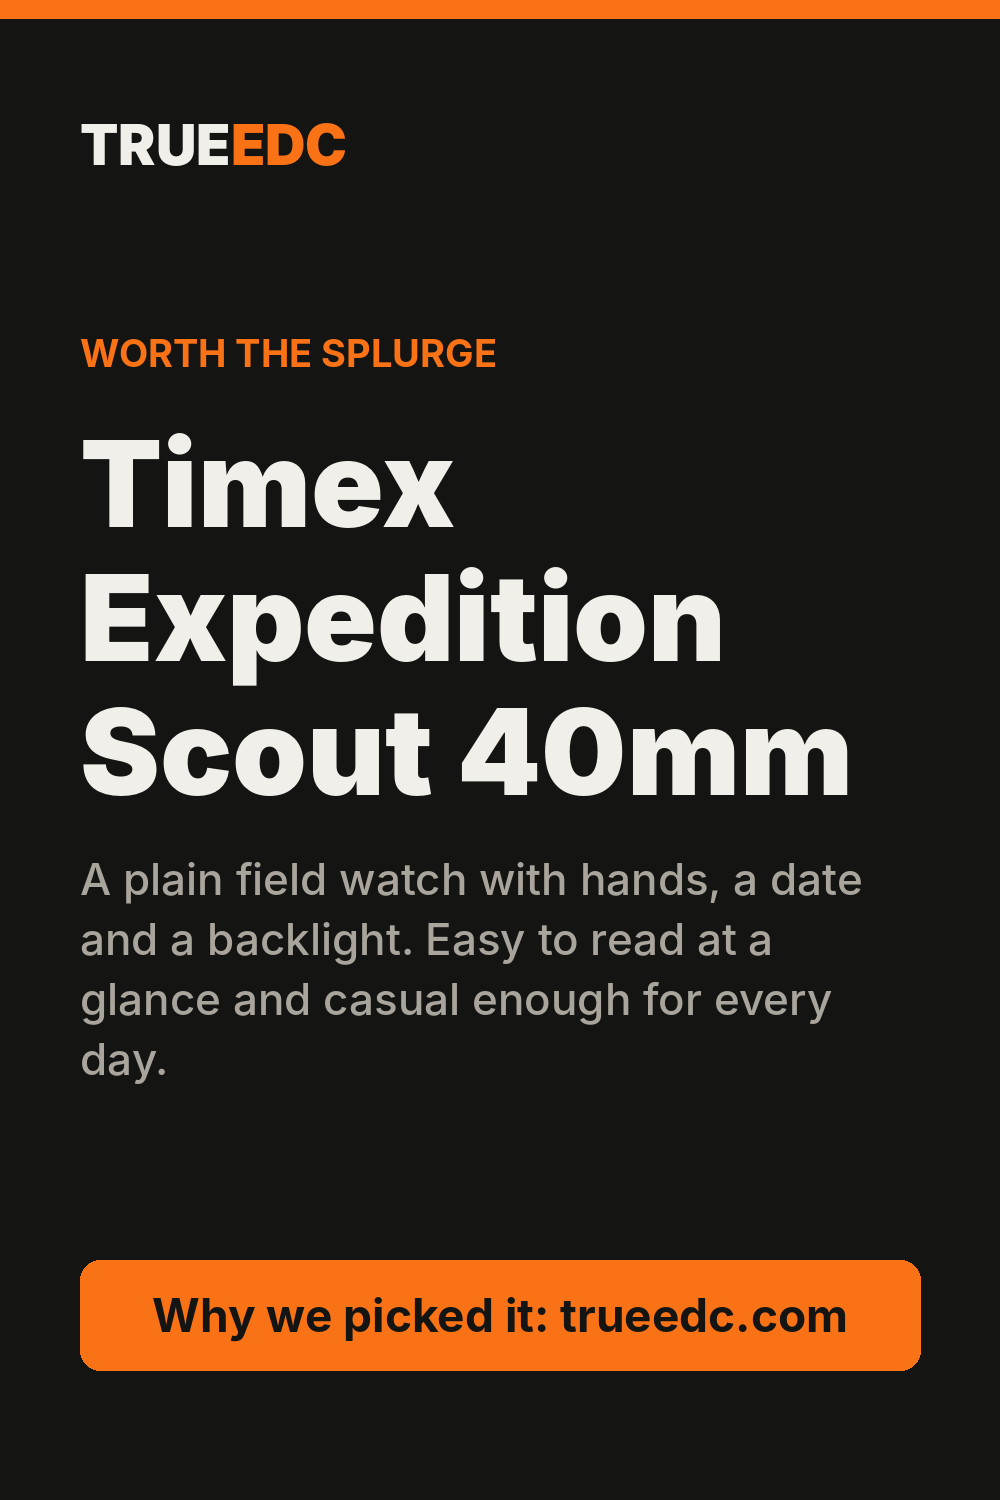 TRUEEDC
WORTH THE SPLURGE
Timex
Expedition
Scout 40mm
A plain field watch with hands, a date
and a backlight. Easy to read at a
glance and casual enough for every
day.
Why we picked it: trueedc.com